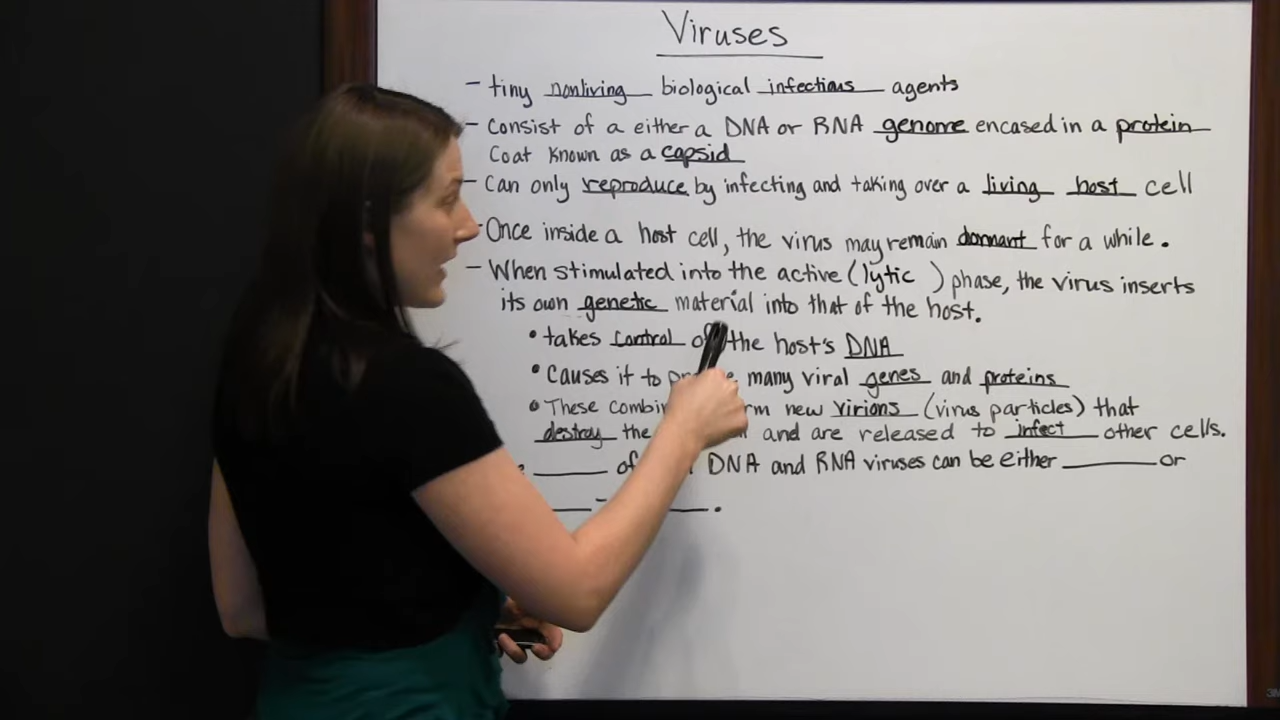 Viruses
- tiny nonliving biological infectious agents
- Consist of a either a DNA or RNA genome encased in a protein
Coat known as a capsid
- Can only reproduce by infecting and taking over a living host cell
- Once inside a host cell, the virus may remain dormant for a while.
- When stimulated into the active (lytic ) phase, the virus inserts
its own genetic material into that of the host.
• takes control of the host's DNA
• Causes it to many viral genes and proteins
• These new virions (virus particles) that
destroy the and are released to infect other cells.
______ of DNA and RNA viruses can be either ______ or
______ - ______.
3M